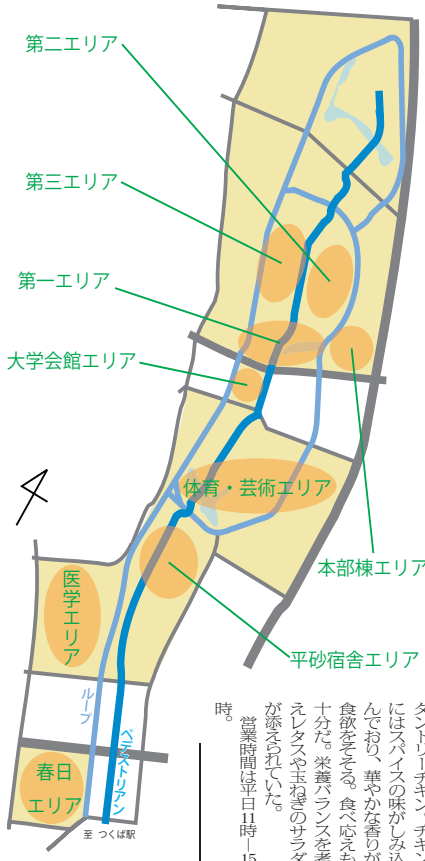 第二エリア
第三エリア
第一エリア
大学会館エリア
体育・芸術エリア
本部棟エリア
医学エリア
平砂宿舎エリア
ループ
ペデストリアン
春日
エリア
至 つくば駅
タンドリーチキン。チキン
にはスパイスの味がしみ込
んでおり、華やかな香りが
食欲をそそる。食べ応えも
十分だ。栄養バランスを考
えレタスや玉ねぎのサラダ
が添えられていた。
営業時間は平日11時―15
時。